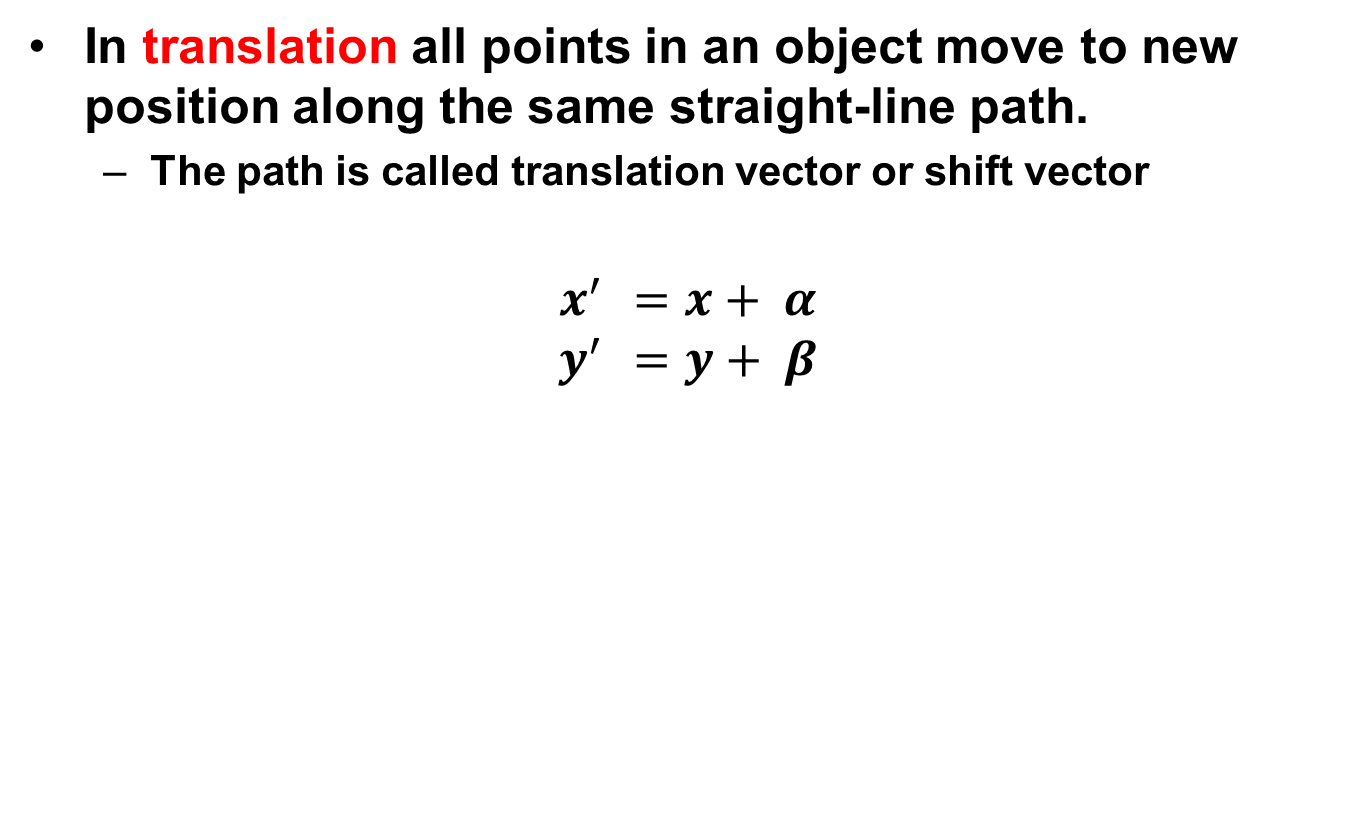 • In translation all points in an object move to new
position along the same straight-line path.
– The path is called translation vector or shift vector
x′ = x + α
y′ = y + β